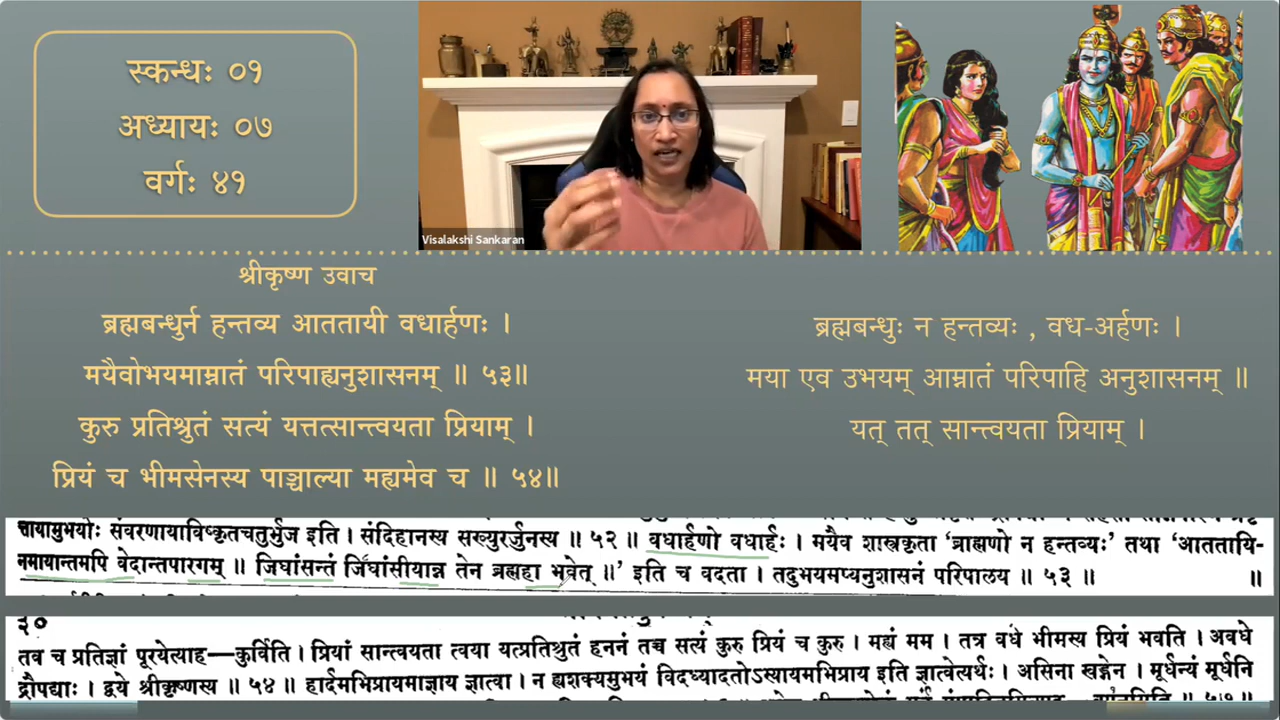 स्कन्धः ०१
अध्यायः ०७
वर्गः ४१
Visalakshi Sankaran
श्रीकृष्ण उवाच
ब्रह्मबन्धुर्न हन्तव्य आततायी वधार्हणः ।
मयैवोभयमाम्नातं परिपाह्यनुशासनम् ॥ ५३॥
कुरु प्रतिश्रुतं सत्यं यत्तत्सान्त्वयता प्रियाम् ।
प्रियं च भीमसेनस्य पाञ्चाल्या मह्यमेव च ॥ ५४॥
ब्रह्मबन्धुः न हन्तव्यः , वध-अर्हणः ।
मया एव उभयम् आम्नातं परिपाहि अनुशासनम् ॥
यत् तत् सान्त्वयता प्रियाम् ।
संवरणायाविष्कृतचतुर्भुज इति । संदिहानस्य सख्युरर्जुनस्य ॥ ५२ ॥ वधार्हणो वधार्हः । मयैव शास्त्रकृता ‘ब्राह्मणो न हन्तव्यः’ तथा ‘आततायि-
नमायान्तमपि वेदान्तपारगम् ॥ जिघांसन्तं जिघांसीयान्न तेन ब्रह्महा भवेत् ॥’ इति च वदता । तदुभयमप्यनुशासनं परिपालय ॥ ५३ ॥ ॥
३०
तव च प्रतिज्ञां पूरयेत्याह—कुर्विति । प्रियां सान्त्वयता त्वया यत्प्रतिश्रुतं हननं तच्च सत्यं कुरु प्रियं च कुरु । मह्यं मम । तत्र वधे भीमस्य प्रियं भवति । अवधे
द्रौपद्याः । द्वये श्रीकृष्णस्य ॥ ५४ ॥ हार्दमभिप्रायमाज्ञाय ज्ञात्वा । न ह्यशक्यमुभयं विदध्यादतोऽस्यायमभिप्राय इति ज्ञात्वेत्यर्थः । असिना खड्गेन । मूर्धन्यं मूर्धनि